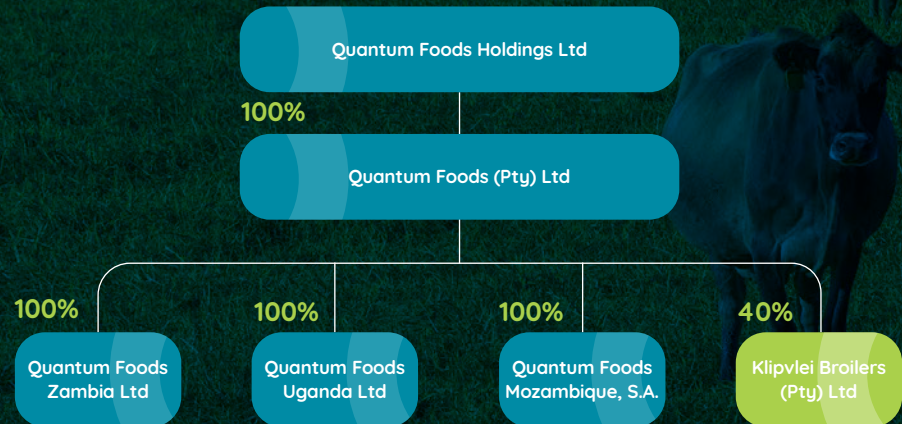 Quantum Foods Holdings Ltd
100%
Quantum Foods (Pty) Ltd
100%
100%
100%
40%
Quantum Foods
Zambia Ltd
Quantum Foods
Uganda Ltd
Quantum Foods
Mozambique, S.A.
Klipvlei Broilers
(Pty) Ltd